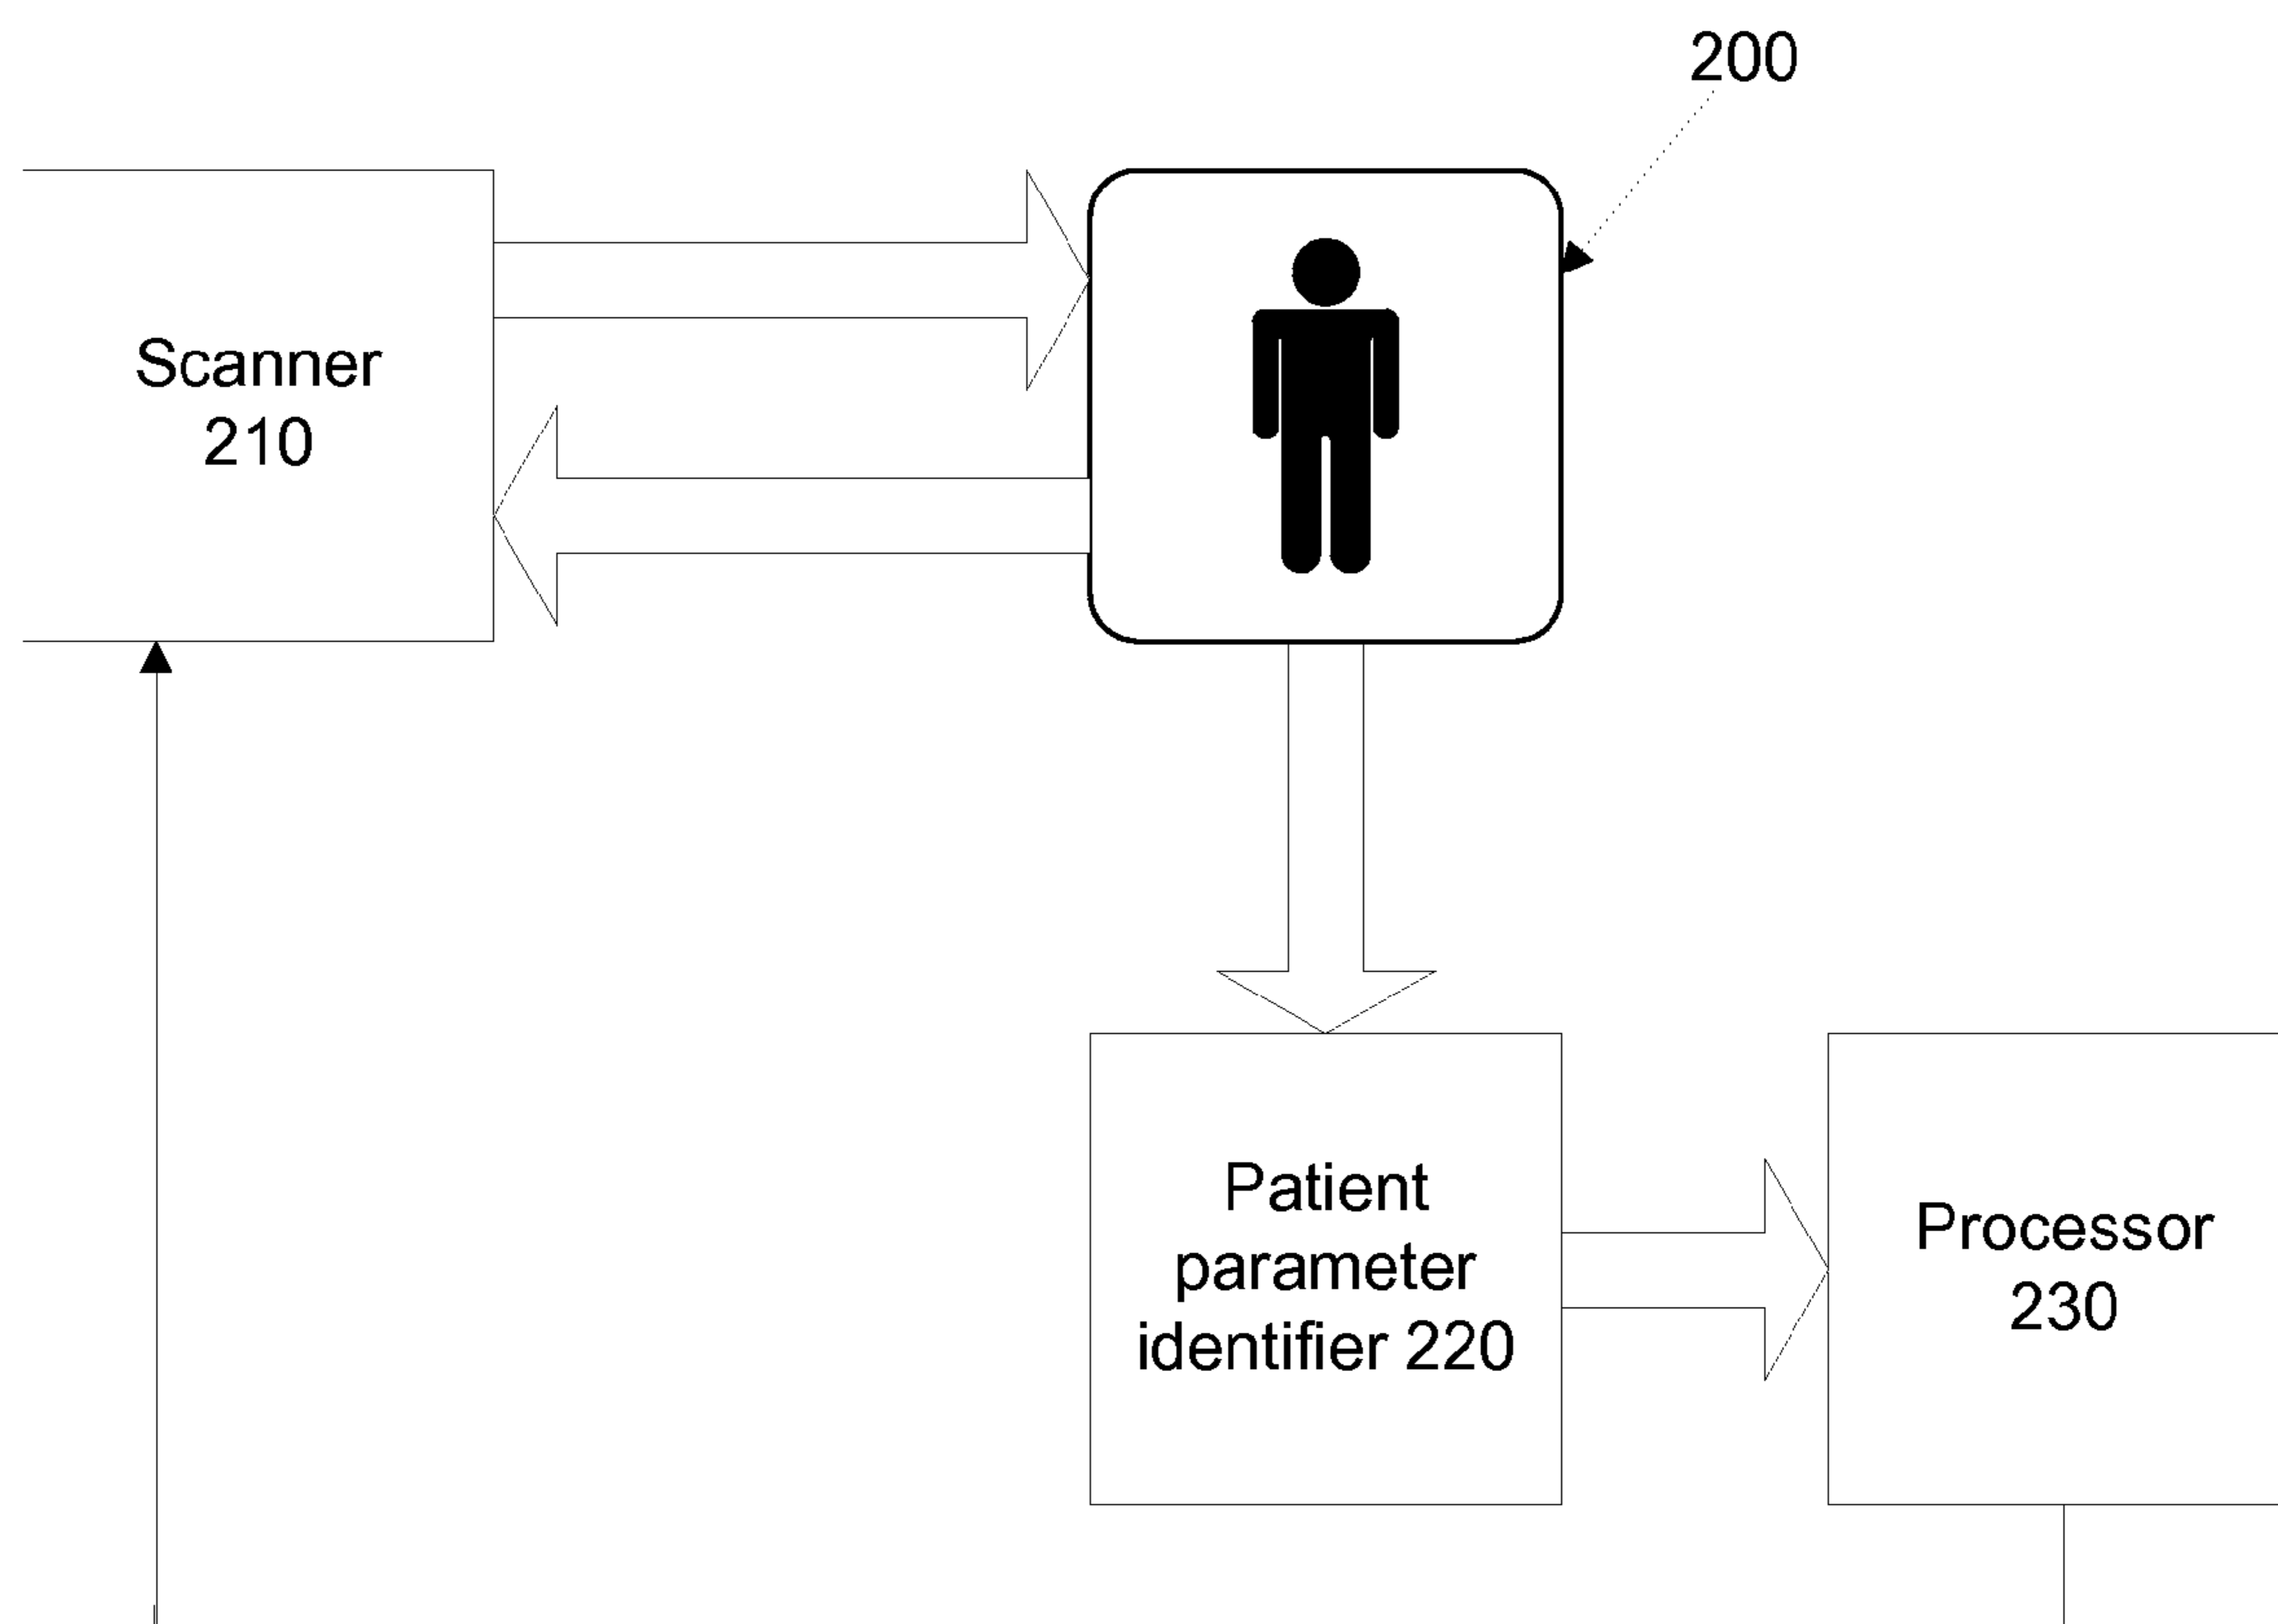 200
Scanner
210
Patient
parameter
identifier 220
Processor
230